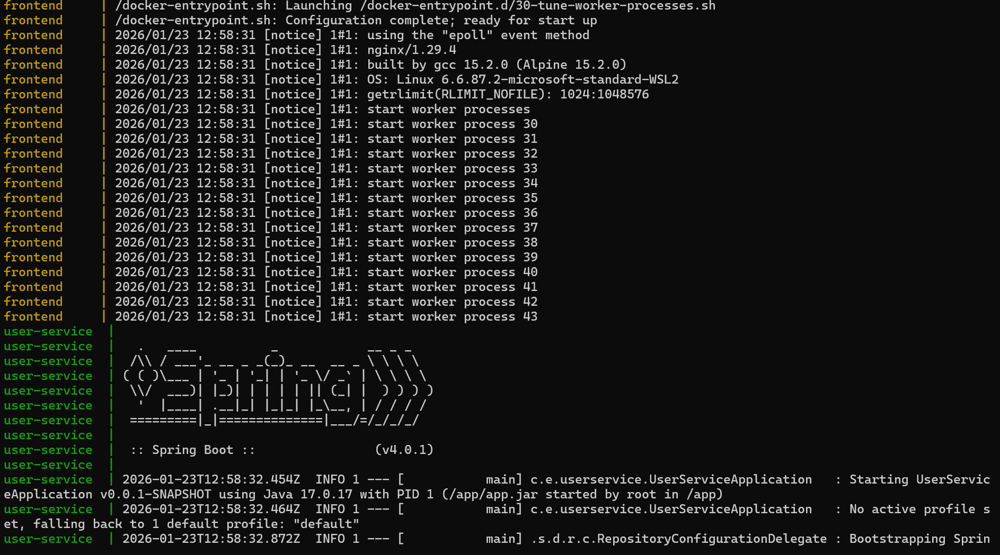 frontend      | /docker-entrypoint.sh: Launching /docker-entrypoint.d/30-tune-worker-processes.sh
frontend      | /docker-entrypoint.sh: Configuration complete; ready for start up
frontend      | 2026/01/23 12:58:31 [notice] 1#1: using the "epoll" event method
frontend      | 2026/01/23 12:58:31 [notice] 1#1: nginx/1.29.4
frontend      | 2026/01/23 12:58:31 [notice] 1#1: built by gcc 15.2.0 (Alpine 15.2.0)
frontend      | 2026/01/23 12:58:31 [notice] 1#1: OS: Linux 6.6.87.2-microsoft-standard-WSL2
frontend      | 2026/01/23 12:58:31 [notice] 1#1: getrlimit(RLIMIT_NOFILE): 1024:1048576
frontend      | 2026/01/23 12:58:31 [notice] 1#1: start worker processes
frontend      | 2026/01/23 12:58:31 [notice] 1#1: start worker process 30
frontend      | 2026/01/23 12:58:31 [notice] 1#1: start worker process 31
frontend      | 2026/01/23 12:58:31 [notice] 1#1: start worker process 32
frontend      | 2026/01/23 12:58:31 [notice] 1#1: start worker process 33
frontend      | 2026/01/23 12:58:31 [notice] 1#1: start worker process 34
frontend      | 2026/01/23 12:58:31 [notice] 1#1: start worker process 35
frontend      | 2026/01/23 12:58:31 [notice] 1#1: start worker process 36
frontend      | 2026/01/23 12:58:31 [notice] 1#1: start worker process 37
frontend      | 2026/01/23 12:58:31 [notice] 1#1: start worker process 38
frontend      | 2026/01/23 12:58:31 [notice] 1#1: start worker process 39
frontend      | 2026/01/23 12:58:31 [notice] 1#1: start worker process 40
frontend      | 2026/01/23 12:58:31 [notice] 1#1: start worker process 41
frontend      | 2026/01/23 12:58:31 [notice] 1#1: start worker process 42
frontend      | 2026/01/23 12:58:31 [notice] 1#1: start worker process 43
user-service  |
user-service  |   .   ____          _            __ _ _
user-service  |  /\\ / ___'_ __ _ _(_)_ __  __ _ \ \ \ \
user-service  | ( ( )\___ | '_ | '_| | '_ \/ _` | \ \ \ \
user-service  |  \\/  ___)| |_)| | | | | || (_| |  ) ) ) )
user-service  |   '  |____| .__|_| |_|_| |_\__, | / / / /
user-service  |  =========|_|==============|___/=/_/_/_/
user-service  |
user-service  |  :: Spring Boot ::                (v4.0.1)
user-service  |
user-service  | 2026-01-23T12:58:32.454Z  INFO 1 --- [           main] c.e.userservice.UserServiceApplication   : Starting UserServic
eApplication v0.0.1-SNAPSHOT using Java 17.0.17 with PID 1 (/app/app.jar started by root in /app)
user-service  | 2026-01-23T12:58:32.464Z  INFO 1 --- [           main] c.e.userservice.UserServiceApplication   : No active profile s
et, falling back to 1 default profile: "default"
user-service  | 2026-01-23T12:58:32.872Z  INFO 1 --- [           main] .s.d.r.c.RepositoryConfigurationDelegate : Bootstrapping Sprin